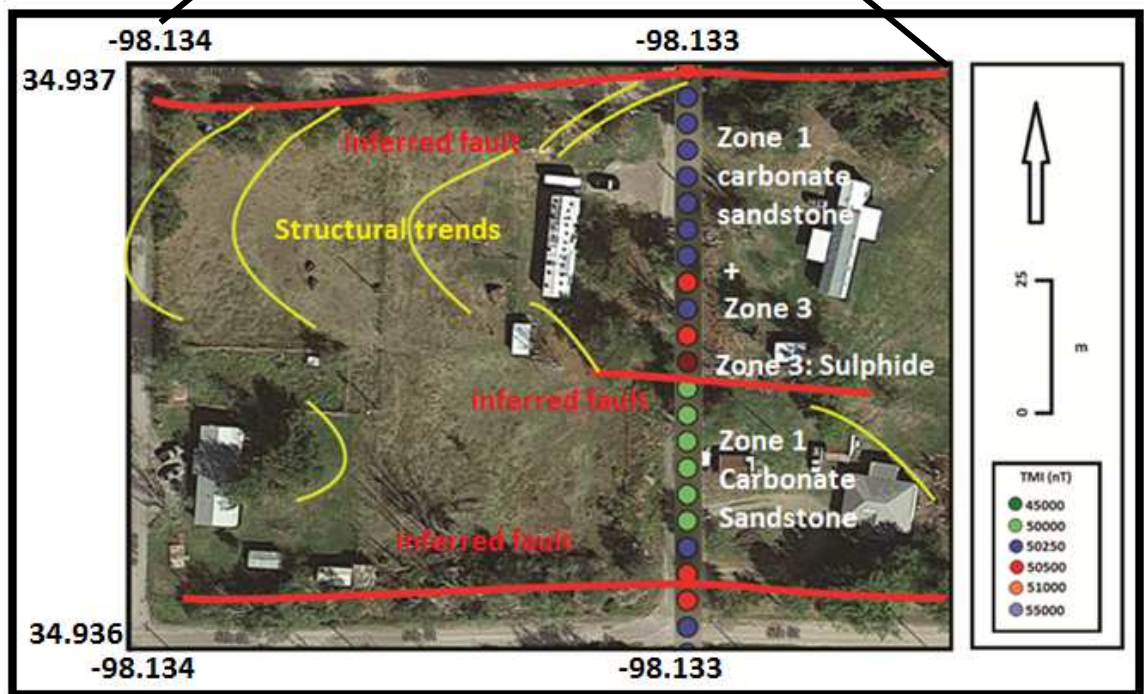 -98.134
-98.133
34.937
inferred fault
Zone 1
carbonate
sandstone
Structural trends
+
Zone 3
Zone 3: Sulphide
inferred fault
Zone 1
Carbonate
Sandstone
inferred fault
34.936
-98.134
-98.133
25
m
0
TMI (nT)
45000
50000
50250
50500
51000
55000